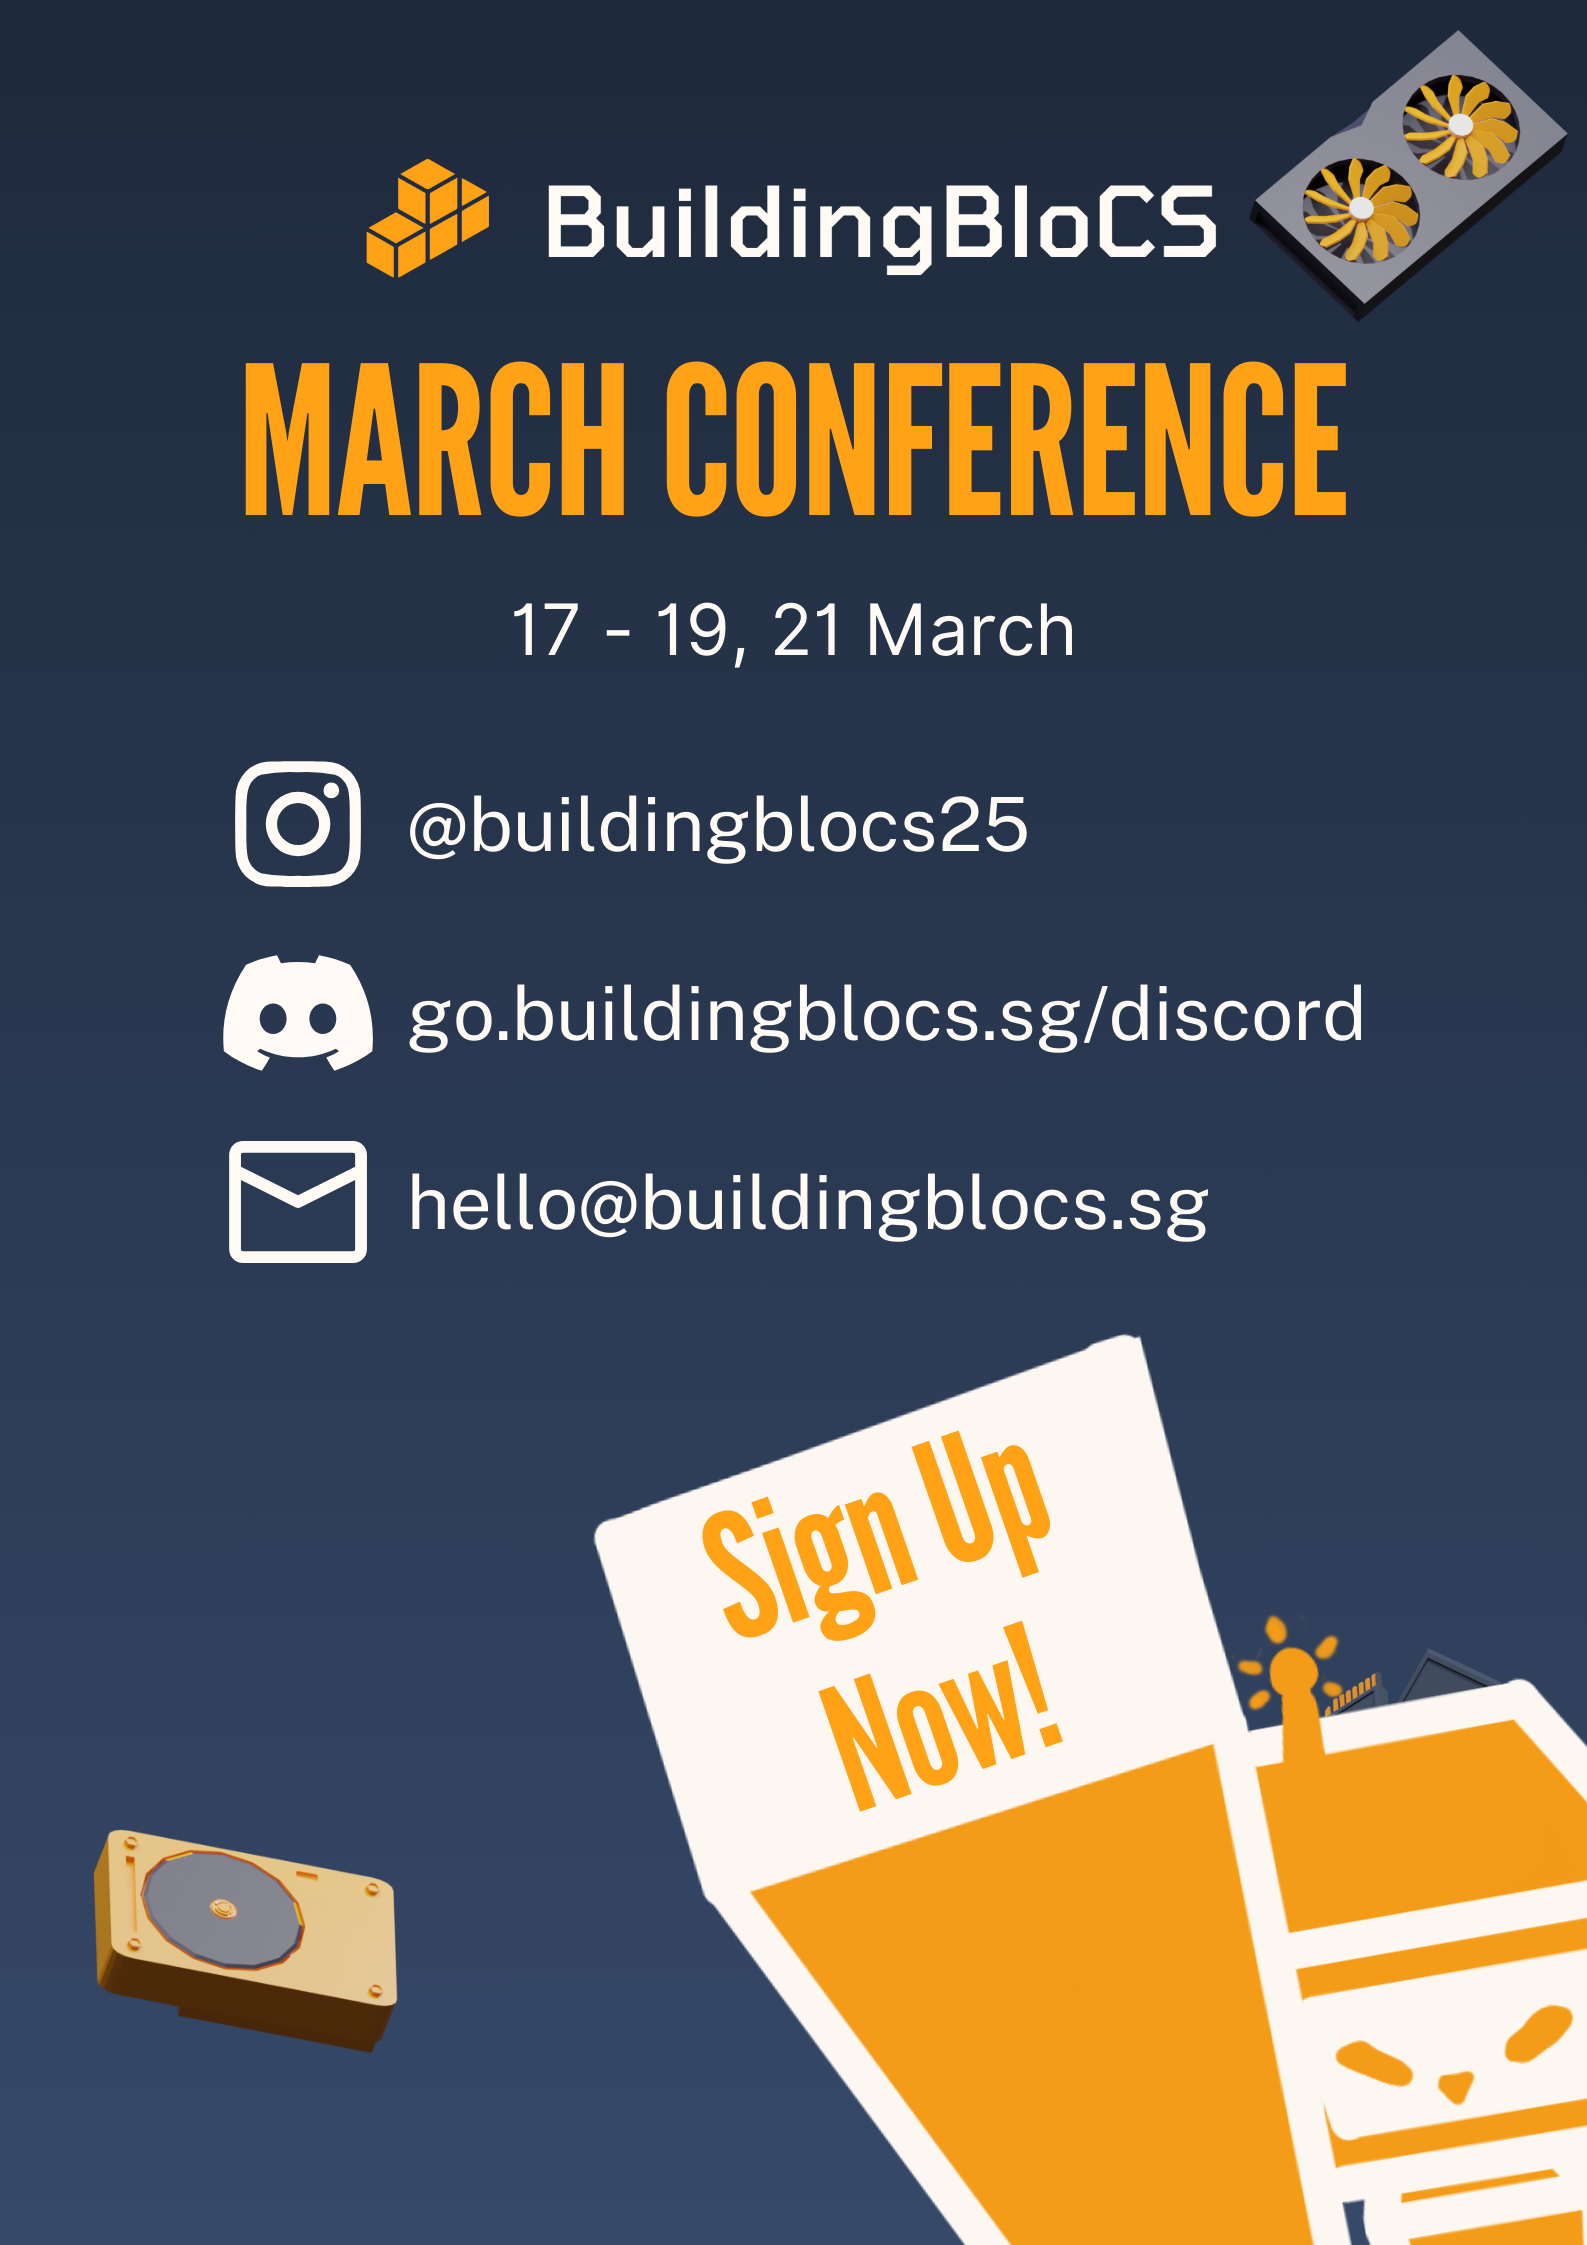 BuildingBloCS
MARCH CONFERENCE
17 - 19, 21 March
@buildingblocs25
go.buildingblocs.sg/discord
hello@buildingblocs.sg
Sign Up
Now!